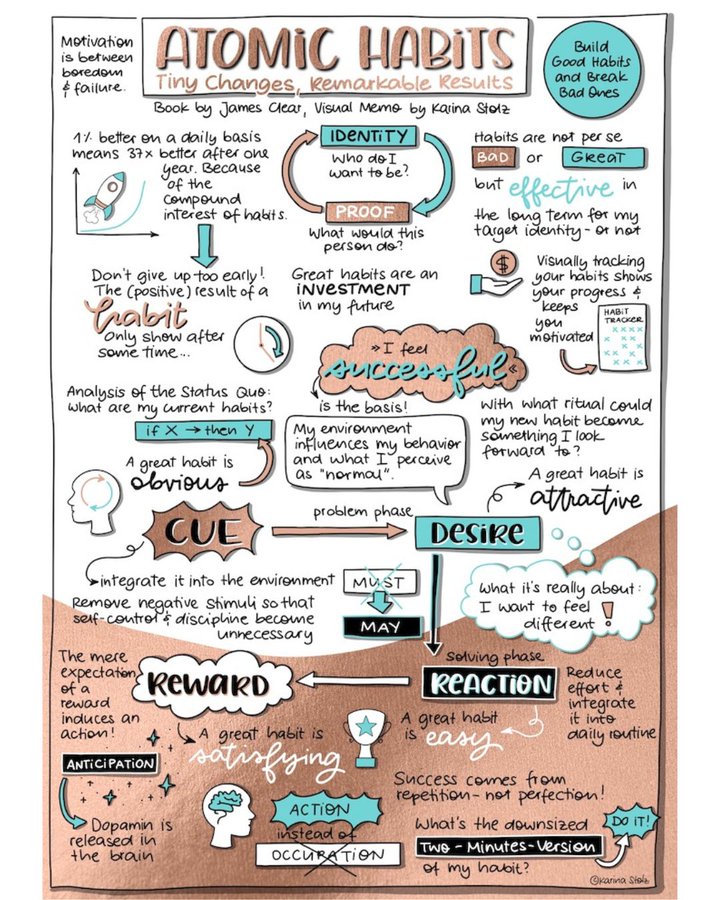 Motivation
is between
boredom
& failure.
ATOMIC HABITS
Tiny Changes, Remarkable Results
Book by James Clear, Visual Memo by Karina Stolz
Build
Good Habits
and Break
Bad Ones
1% better on a daily basis
means 37x better after one
year. Because
of the
compound
interest of habits.
IDENTITY
Who do I
want to be?
PROOF
What would this
person do?
Habits are not per se
BAD or GREAT
but effective in
the long term for my
target identity - or not
Don't give up too early!
The (positive) result of a
habit
Only show after
some time...
Great habits are an
INVESTMENT
in my future
$
Visually tracking
your habits shows
your progress &
keeps
you
motivated
HABIT
TRACKER
x x x x
x x x
x x
x x x
»I feel
successful«
is the basis!
Analysis of the Status Quo:
what are my current habits?
if X → then Y
A great habit is
obvious
My environment
influences my behavior
and what I perceive
as "normal".
With what ritual could
my new habit become
something I look
forward to?
A great habit is
attractive
CUE
problem phase
DESIRE
integrate it into the environment
Remove negative stimuli so that
self-control & discipline become
unnecessary
MUST
MAY
What it's really about:
I want to feel
different!
The mere
expectation
of a
reward
induces an
action!
REWARD
solving phase
REACTION
Reduce
effort &
integrate
it into
daily routine
A great habit is
satisfying
A great habit
is easy
ANTICIPATION
Dopamin is
released in
the brain
ACTION
instead of
OCCUPATION
Success comes from
repetition - not perfection!
What's the downsized
Two-Minutes-Version
of my habit?
DO IT!
©Karina Stolz